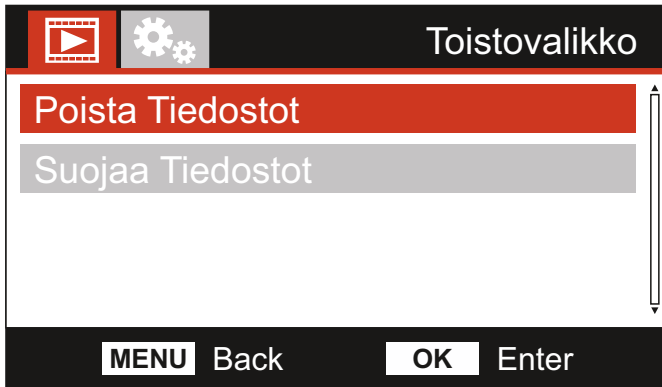 Toistovalikko
Poista Tiedostot
Suojaa Tiedostot
MENU Back OK Enter